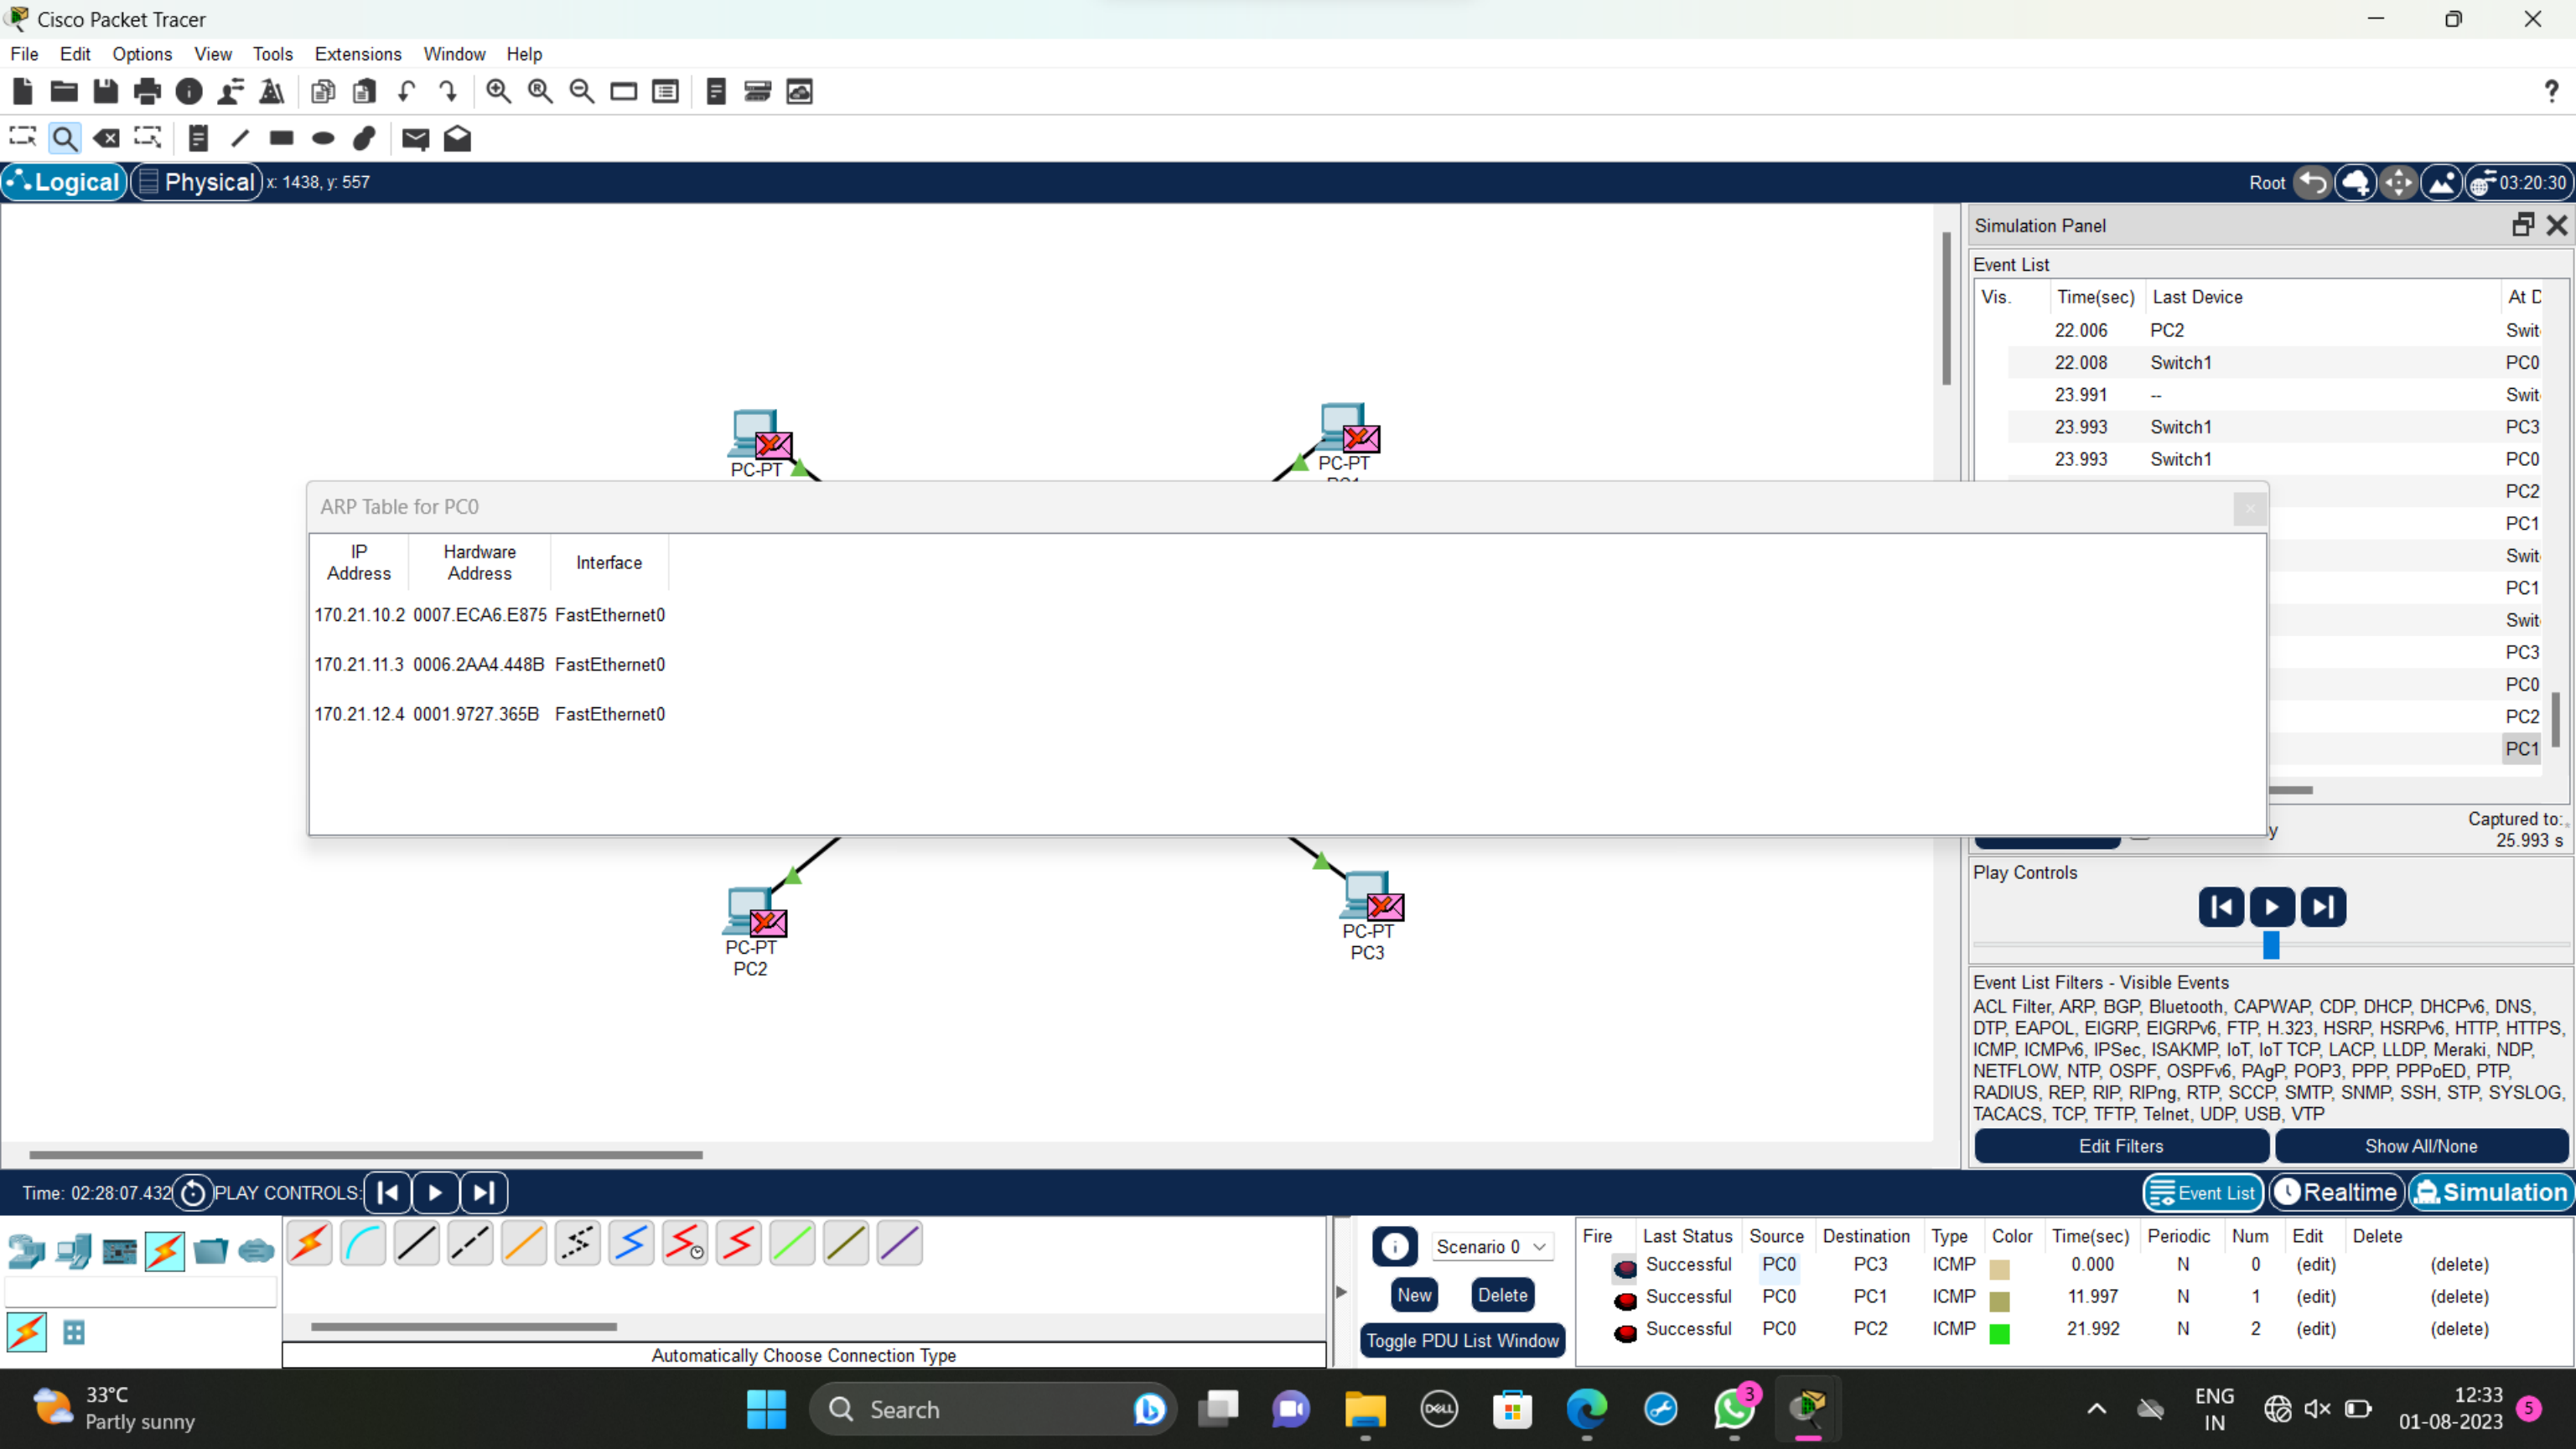 Cisco Packet Tracer
File Edit Options View Tools Extensions Window Help
Logical Physical x: 1438, y: 557
Root 03:20:30
Simulation Panel
Event List
Vis. Time(sec) Last Device At D
22.006 PC2 Swit
22.008 Switch1 PC0
23.991 -- Swit
23.993 Switch1 PC3
23.993 Switch1 PC0
PC2
PC1
Swit
PC1
Swit
PC3
PC0
PC2
PC1
PC-PT
PC-PT
ARP Table for PC0
IP Address Hardware Address Interface
170.21.10.2 0007.ECA6.E875 FastEthernet0
170.21.11.3 0006.2AA4.448B FastEthernet0
170.21.12.4 0001.9727.365B FastEthernet0
PC-PT
PC2
PC-PT
PC3
Captured to:
25.993 s
Play Controls
Event List Filters - Visible Events
ACL Filter, ARP, BGP, Bluetooth, CAPWAP, CDP, DHCP, DHCPv6, DNS,
DTP, EAPOL, EIGRP, EIGRPv6, FTP, H.323, HSRP, HSRPv6, HTTP, HTTPS,
ICMP, ICMPv6, IPSec, ISAKMP, IoT, IoT TCP, LACP, LLDP, Meraki, NDP,
NETFLOW, NTP, OSPF, OSPFv6, PAgP, POP3, PPP, PPPoED, PTP,
RADIUS, REP, RIP, RIPng, RTP, SCCP, SMTP, SNMP, SSH, STP, SYSLOG,
TACACS, TCP, TFTP, Telnet, UDP, USB, VTP
Edit Filters Show All/None
Time: 02:28:07.432 PLAY CONTROLS: Event List Realtime Simulation
Automatically Choose Connection Type
Scenario 0
New Delete
Toggle PDU List Window
Fire Last Status Source Destination Type Color Time(sec) Periodic Num Edit Delete
Successful PC0 PC3 ICMP 0.000 N 0 (edit) (delete)
Successful PC0 PC1 ICMP 11.997 N 1 (edit) (delete)
Successful PC0 PC2 ICMP 21.992 N 2 (edit) (delete)
33°C
Partly sunny
Search
DELL
3
ENG
IN
12:33
01-08-2023
5